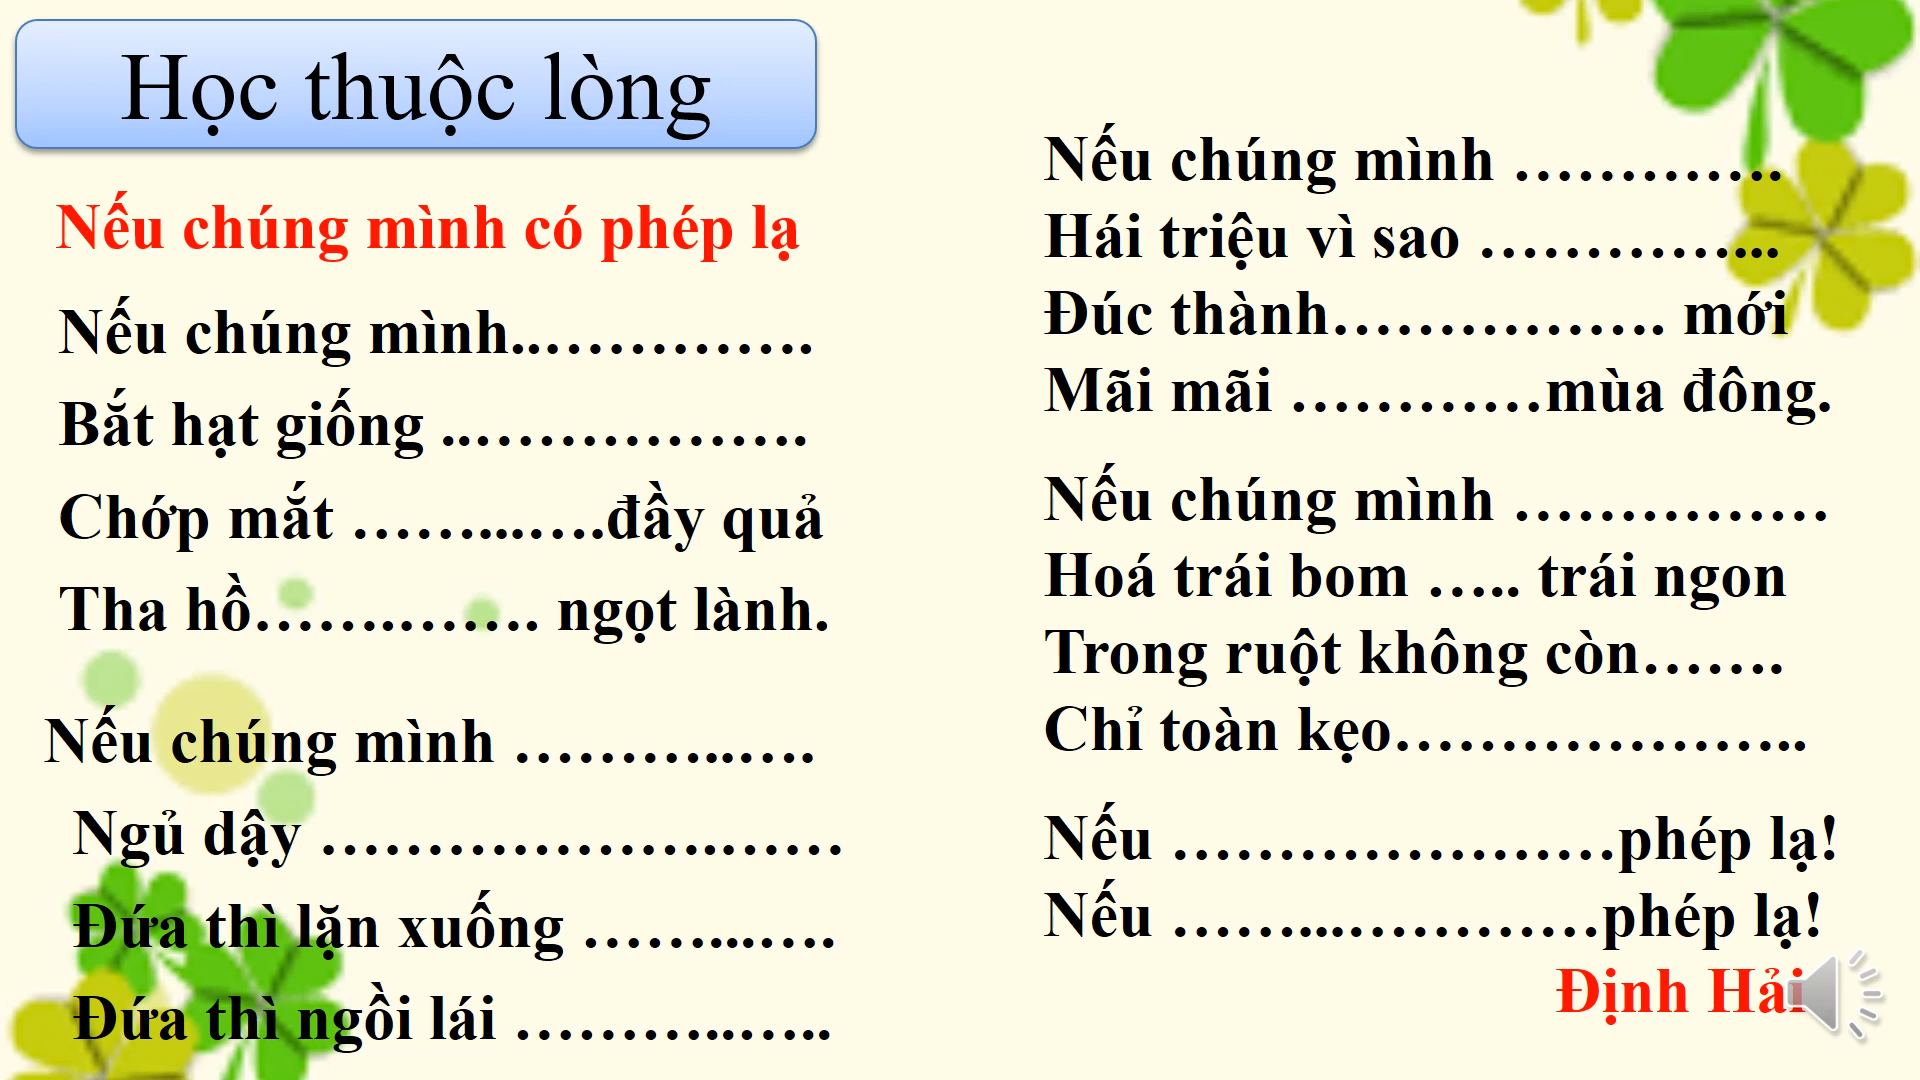 Học thuộc lòng
Nếu chúng mình có phép lạ
Nếu chúng mình..………….
Bắt hạt giống ..…………….
Chớp mắt ……...….đầy quả
Tha hồ…….……. ngọt lành.
Nếu chúng mình ………..….
Ngủ dậy ……………….……
Đứa thì lặn xuống ……...….
Đứa thì ngồi lái ………..…..
Nếu chúng mình ………….
Hái triệu vì sao …………...
Đúc thành……………. mới
Mãi mãi …………mùa đông.
Nếu chúng mình ……………
Hoá trái bom ….. trái ngon
Trong ruột không còn…….
Chỉ toàn kẹo………………..
Nếu …………………phép lạ!
Nếu ……...…………phép lạ!
Định Hải